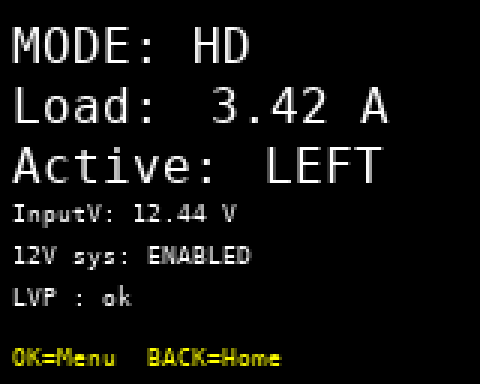 MODE: HD
Load:  3.42 A
Active:  LEFT
InputV: 12.44 V
12V sys: ENABLED
LVP : ok
OK=Menu  BACK=Home